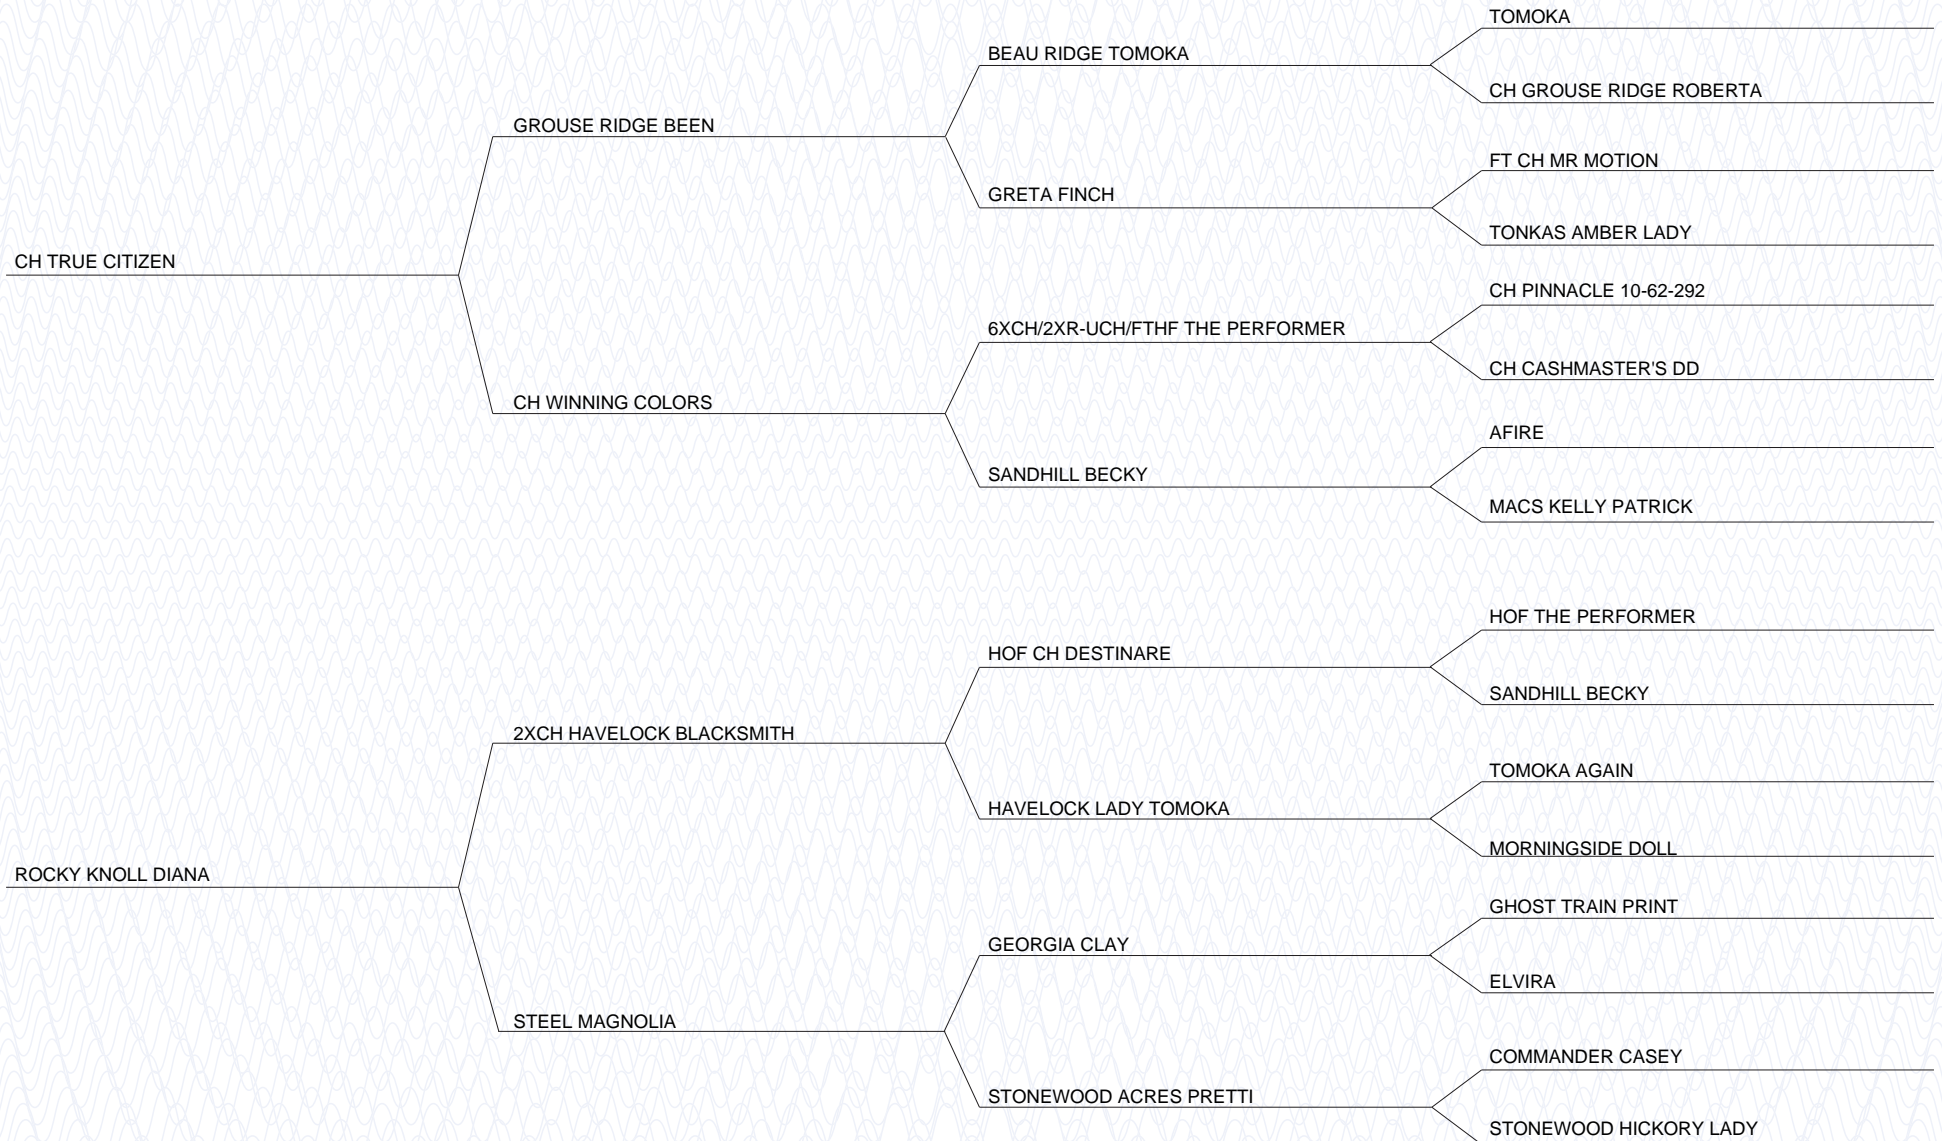 TOMOKA
BEAU RIDGE TOMOKA
CH GROUSE RIDGE ROBERTA
GROUSE RIDGE BEEN
FT CH MR MOTION
GRETA FINCH
TONKAS AMBER LADY
CH TRUE CITIZEN
CH PINNACLE 10-62-292
6XCH/2XR-UCH/FTHF THE PERFORMER
CH CASHMASTER'S DD
CH WINNING COLORS
AFIRE
SANDHILL BECKY
MACS KELLY PATRICK
HOF THE PERFORMER
HOF CH DESTINARE
SANDHILL BECKY
2XCH HAVELOCK BLACKSMITH
TOMOKA AGAIN
HAVELOCK LADY TOMOKA
MORNINGSIDE DOLL
ROCKY KNOLL DIANA
GHOST TRAIN PRINT
GEORGIA CLAY
ELVIRA
STEEL MAGNOLIA
COMMANDER CASEY
STONEWOOD ACRES PRETTI
STONEWOOD HICKORY LADY